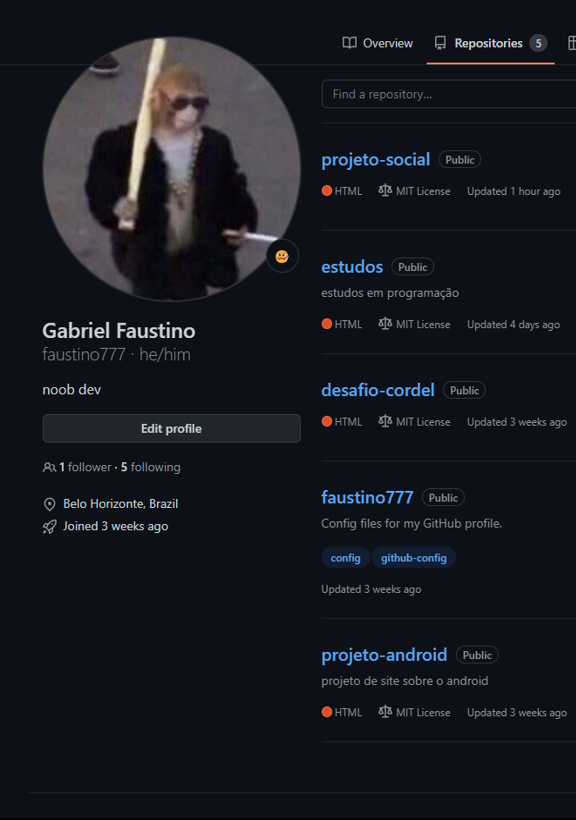 Overview
Repositories 5
Find a repository...
projeto-social Public
HTML MIT License Updated 1 hour ago
estudos Public
estudos em programação
HTML MIT License Updated 4 days ago
desafio-cordel Public
HTML MIT License Updated 3 weeks ago
faustino777 Public
Config files for my GitHub profile.
config github-config
Updated 3 weeks ago
projeto-android Public
projeto de site sobre o android
HTML MIT License Updated 3 weeks ago
Gabriel Faustino
faustino777 · he/him
noob dev
Edit profile
1 follower · 5 following
Belo Horizonte, Brazil
Joined 3 weeks ago